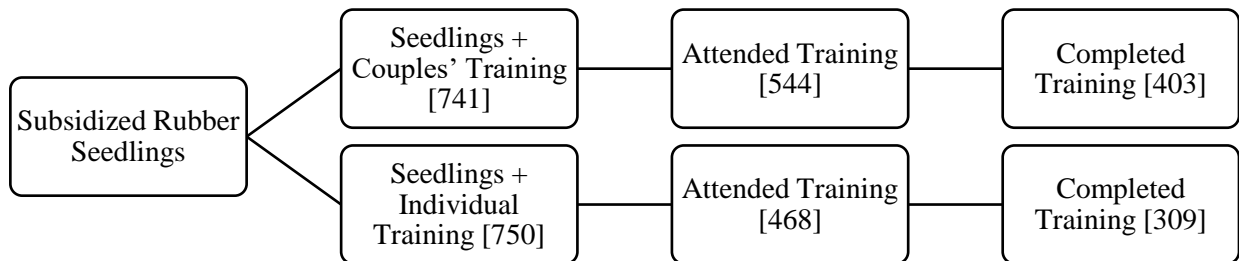 Subsidized Rubber
Seedlings
Seedlings +
Couples’ Training
[741]
Attended Training
[544]
Completed
Training [403]
Seedlings +
Individual
Training [750]
Attended Training
[468]
Completed
Training [309]